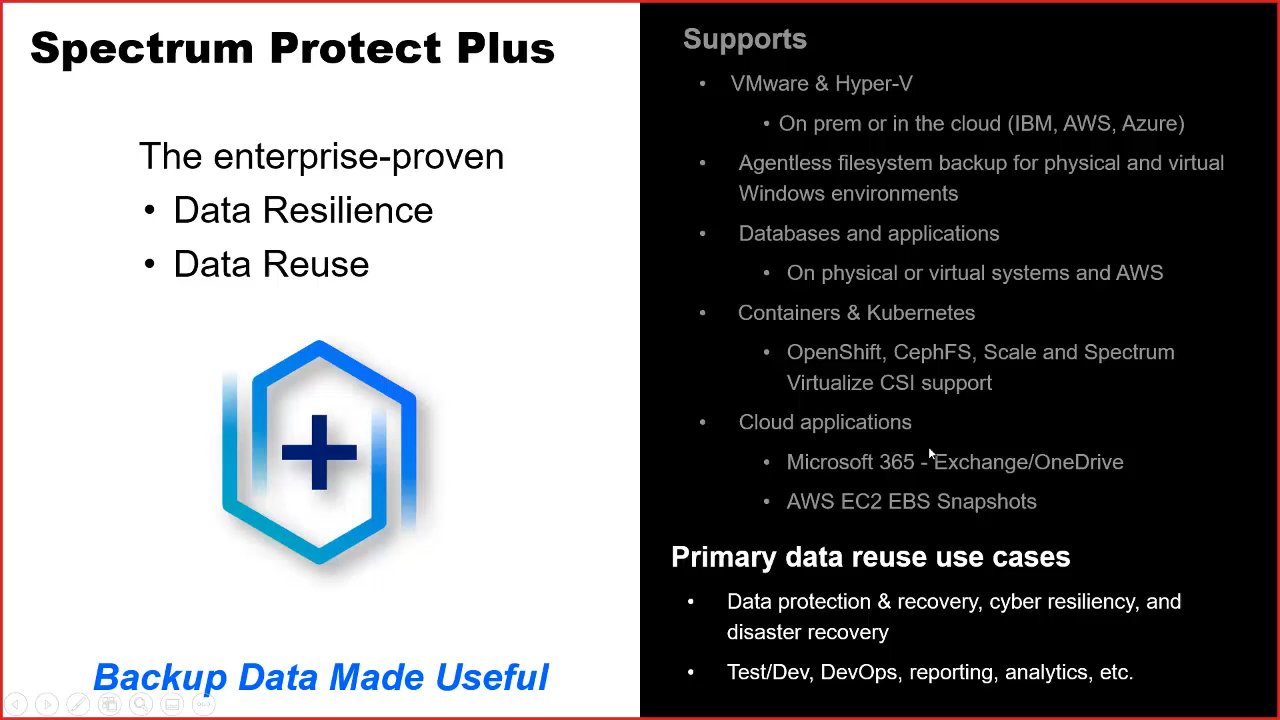 Spectrum Protect Plus
The enterprise-proven
• Data Resilience
• Data Reuse
Backup Data Made Useful
Supports
• VMware & Hyper-V
• On prem or in the cloud (IBM, AWS, Azure)
• Agentless filesystem backup for physical and virtual
Windows environments
• Databases and applications
• On physical or virtual systems and AWS
• Containers & Kubernetes
• OpenShift, CephFS, Scale and Spectrum
Virtualize CSI support
• Cloud applications
• Microsoft 365 - Exchange/OneDrive
• AWS EC2 EBS Snapshots
Primary data reuse use cases
• Data protection & recovery, cyber resiliency, and
disaster recovery
• Test/Dev, DevOps, reporting, analytics, etc.